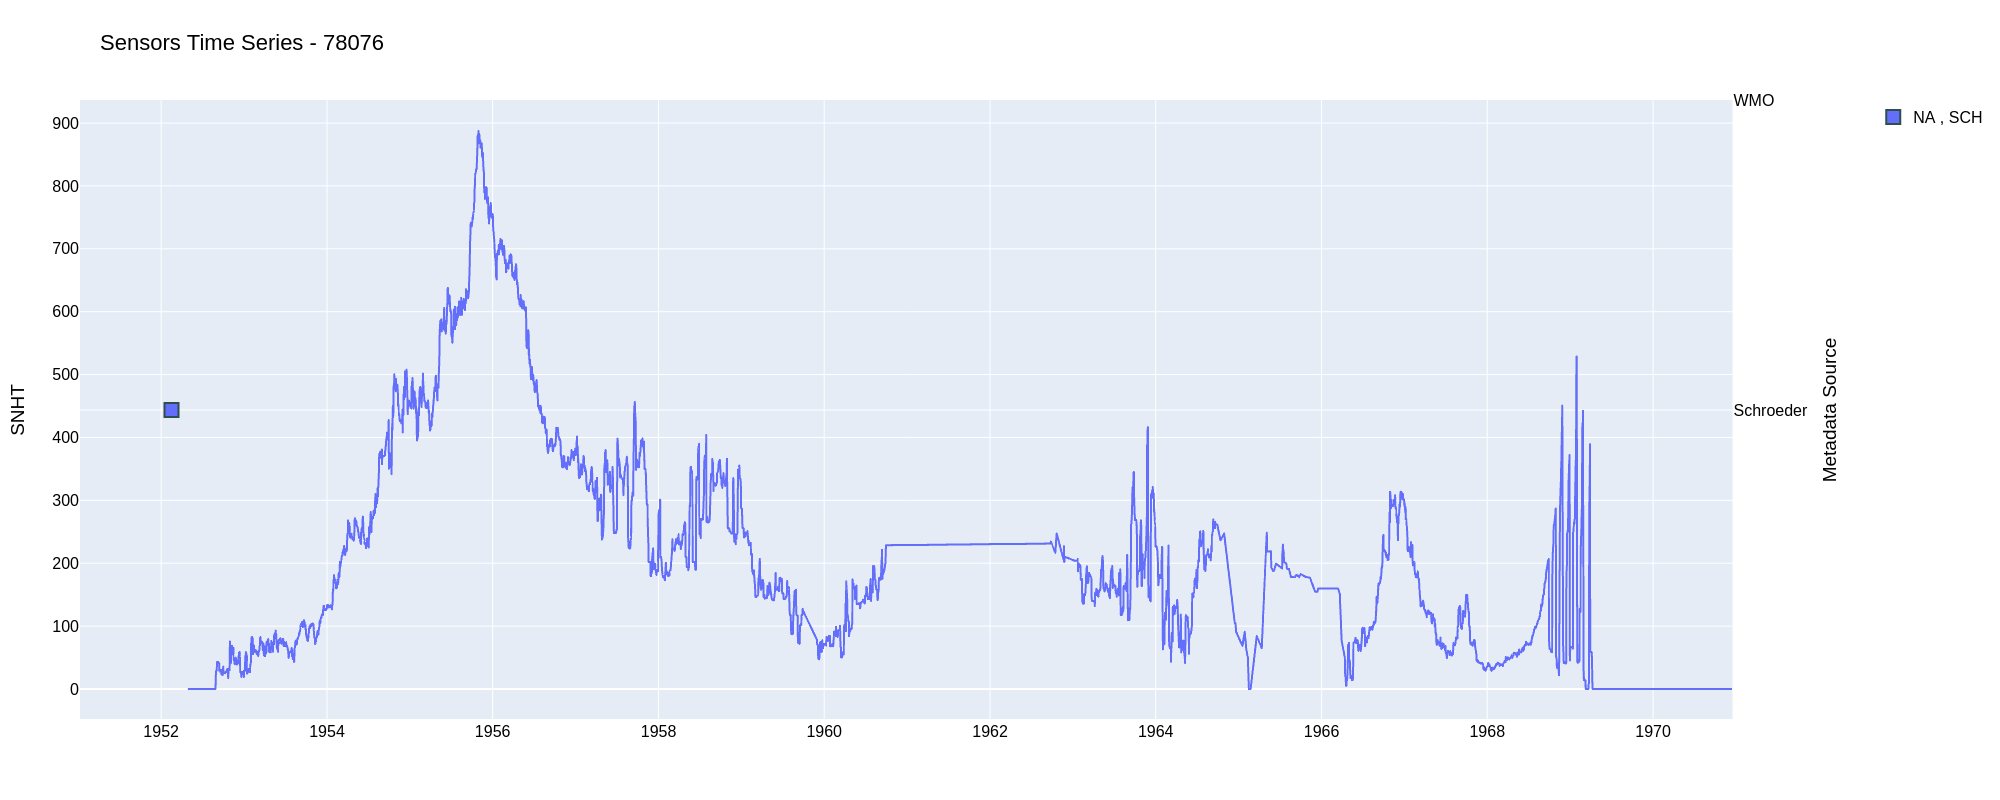 Sensors Time Series - 78076
WMO
NA , SCH
900
800
700
600
500
400
300
200
100
0
SNHT
Schroeder
Metadata Source
1952 1954 1956 1958 1960 1962 1964 1966 1968 1970